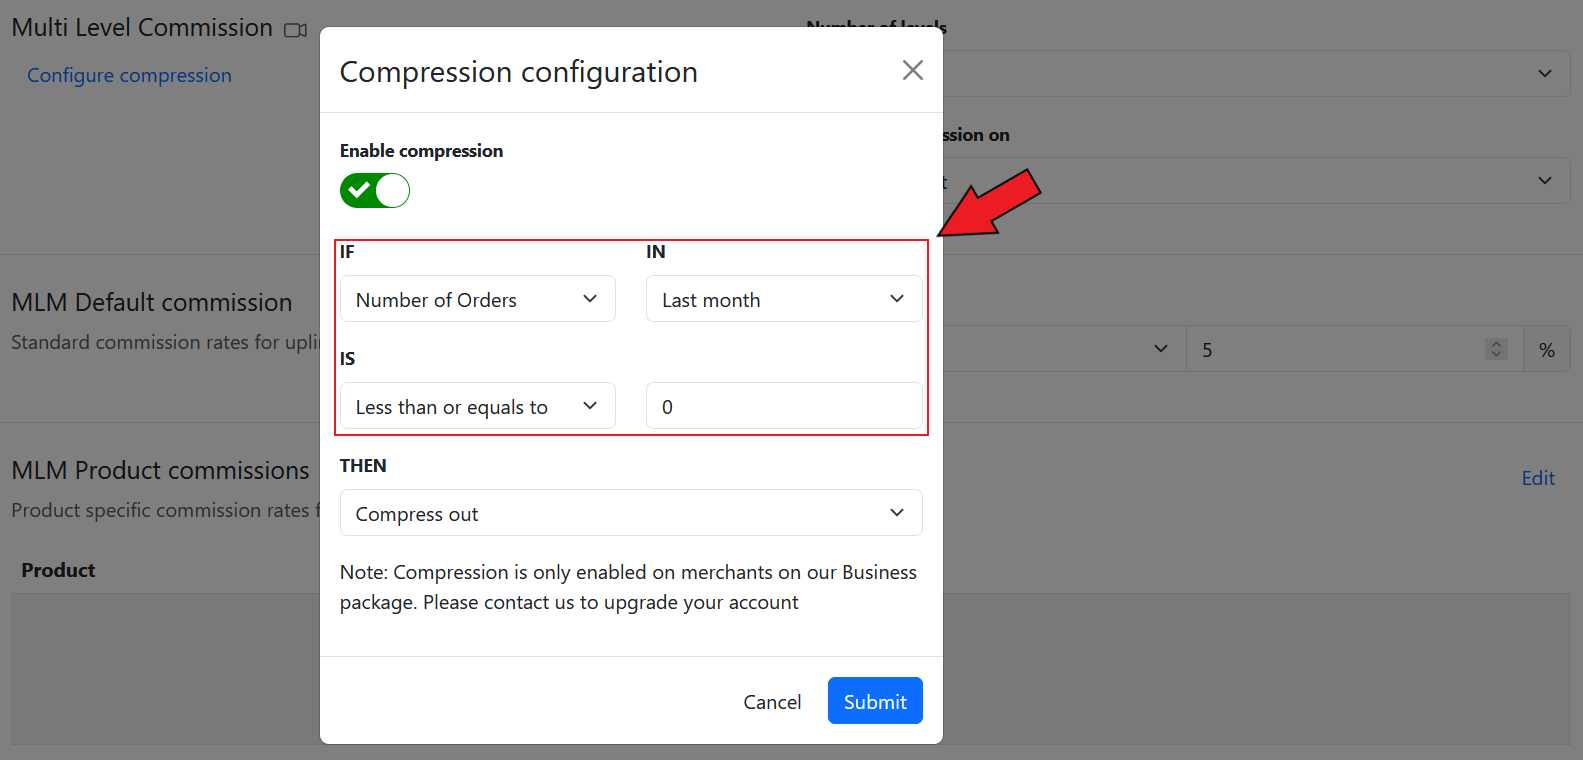 Multi Level Commission
Configure compression
Number of levels
ssion on
Compression configuration
Enable compression
IF
IN
Number of Orders
Last month
IS
Less than or equals to
0
THEN
Compress out
Note: Compression is only enabled on merchants on our Business
package. Please contact us to upgrade your account
Cancel
Submit
MLM Default commission
Standard commission rates for upli
5
%
MLM Product commissions
Product specific commission rates f
Edit
Product